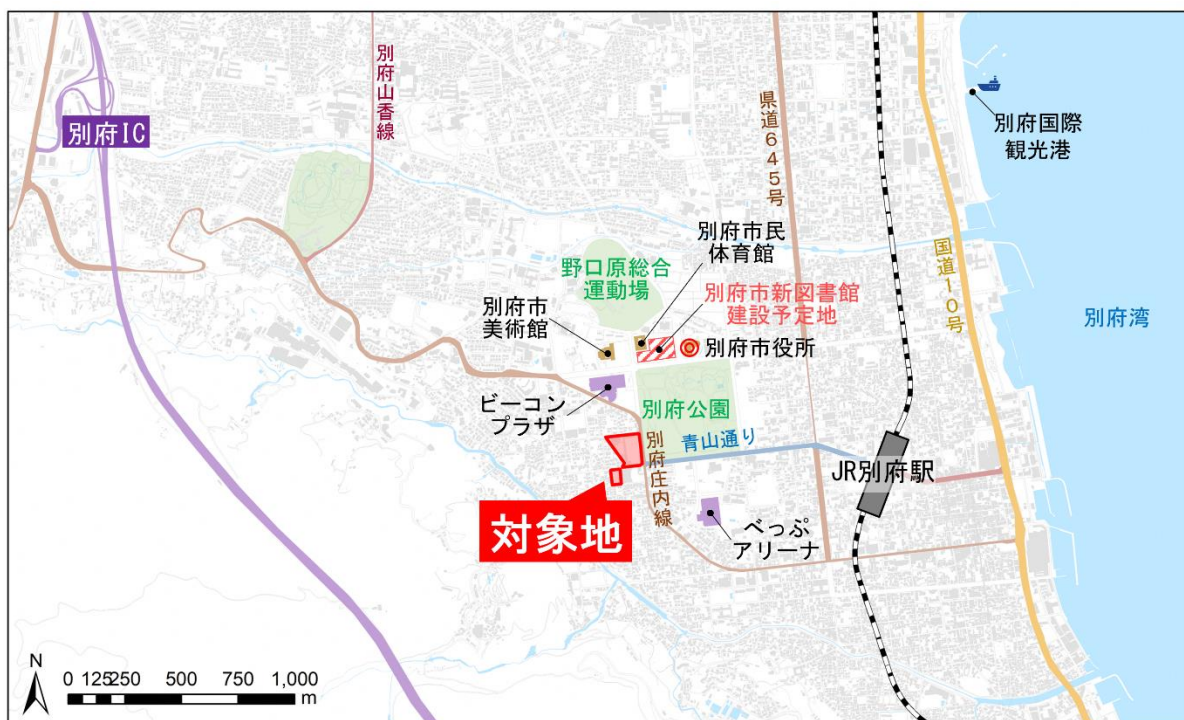 別府山香線
別府IC
県道645号
別府国際
観光港
別府市民
体育館
野口原総合
運動場
国道10号
別府市新図書館
建設予定地
別府市
美術館
別府湾
別府市役所
ビーコン
プラザ
別府公園
青山通り
別府庄内線
JR別府駅
対象地
べっぷ
アリーナ
N
0 125250 500 750 1,000
m